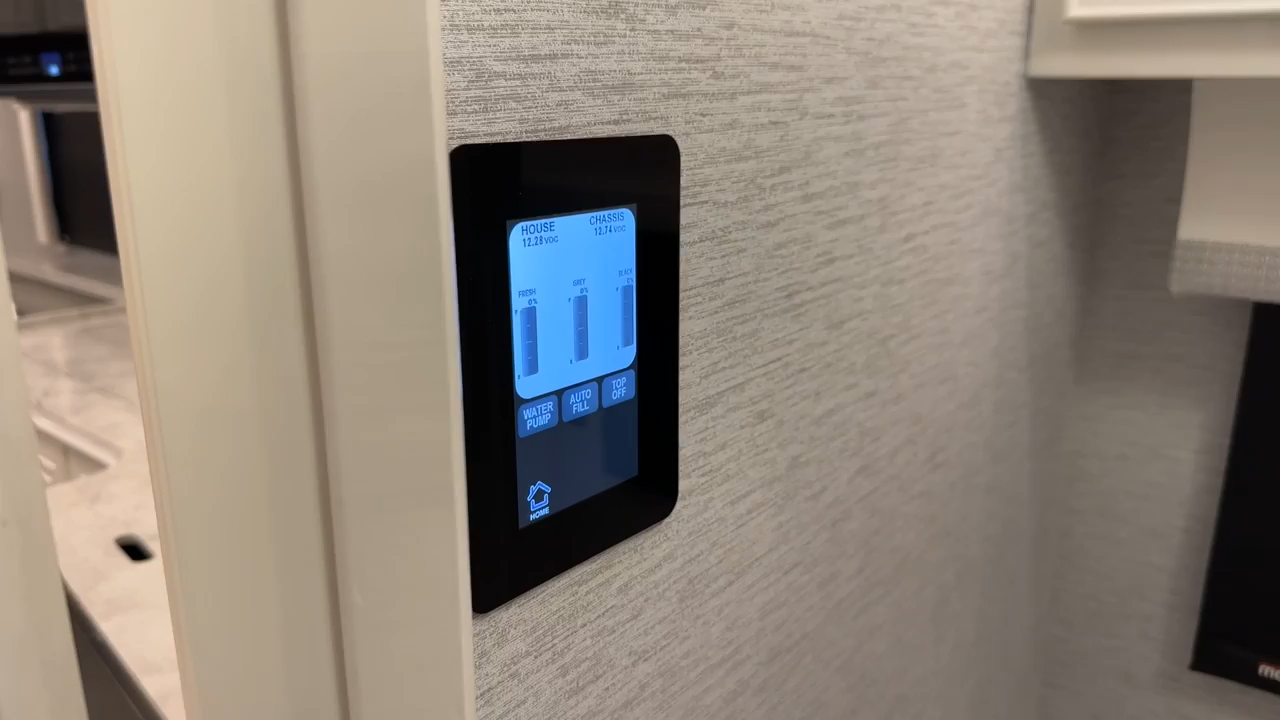 HOUSE
12.28 VDC
CHASSIS
12.74 VDC
FRESH
0%
GREY
0%
BLACK
F
E
F
E
F
E
WATER
PUMP
AUTO
FILL
TOP
OFF
HOME